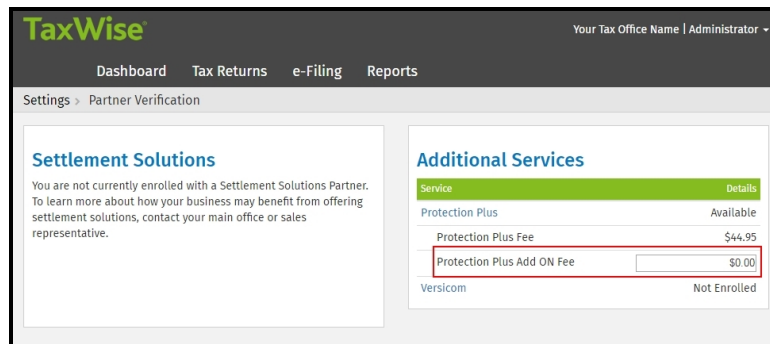 TaxWise®
Your Tax Office Name | Administrator
Dashboard Tax Returns e-Filing Reports
Settings > Partner Verification
Settlement Solutions
You are not currently enrolled with a Settlement Solutions Partner.
To learn more about how your business may benefit from offering
settlement solutions, contact your main office or sales
representative.
Additional Services
Service Details
Protection Plus Available
Protection Plus Fee $44.95
Protection Plus Add ON Fee $0.00
Versicom Not Enrolled